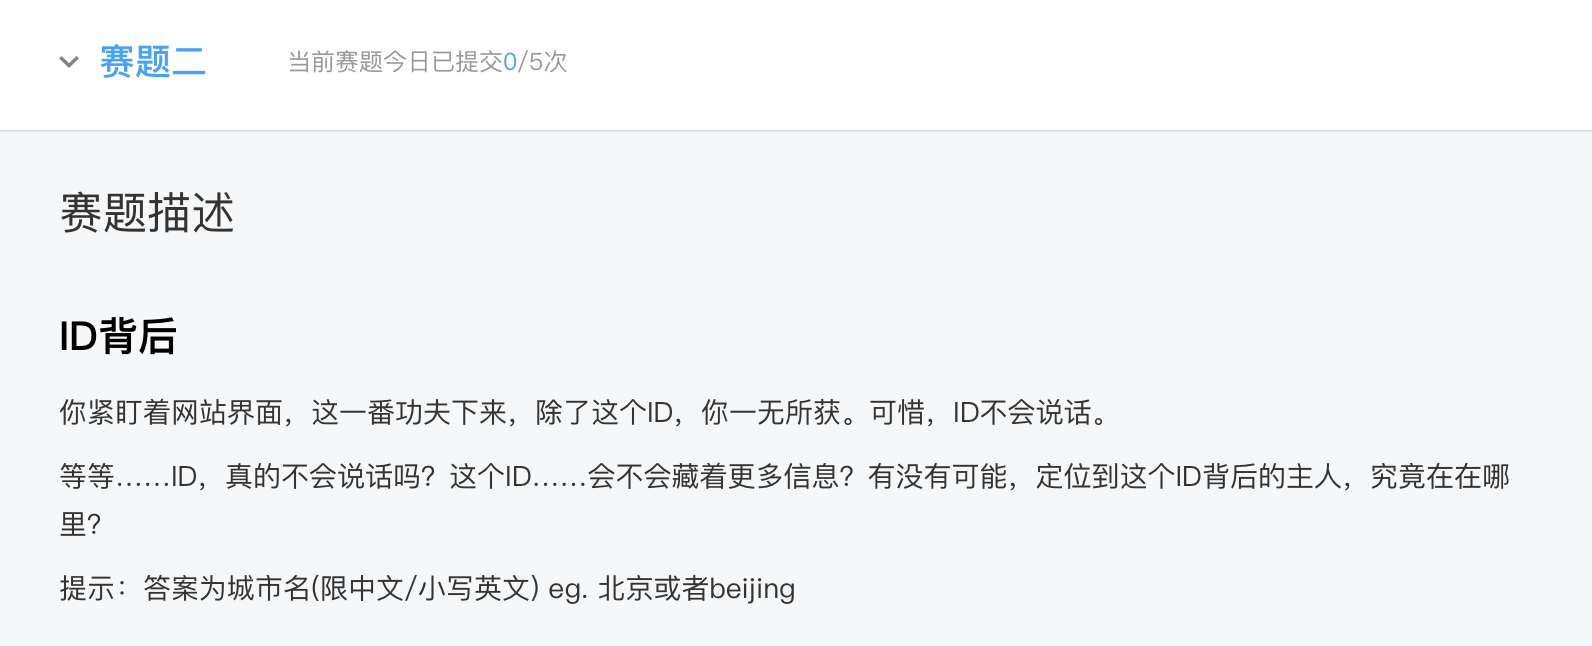 赛题二
当前赛题今日已提交0/5次
赛题描述
ID背后
你紧盯着网站界面，这一番功夫下来，除了这个ID，你一无所获。可惜，ID不会说话。
等等……ID，真的不会说话吗？这个ID……会不会藏着更多信息？有没有可能，定位到这个ID背后的主人，究竟在在哪
里？
提示：答案为城市名(限中文/小写英文) eg. 北京或者beijing